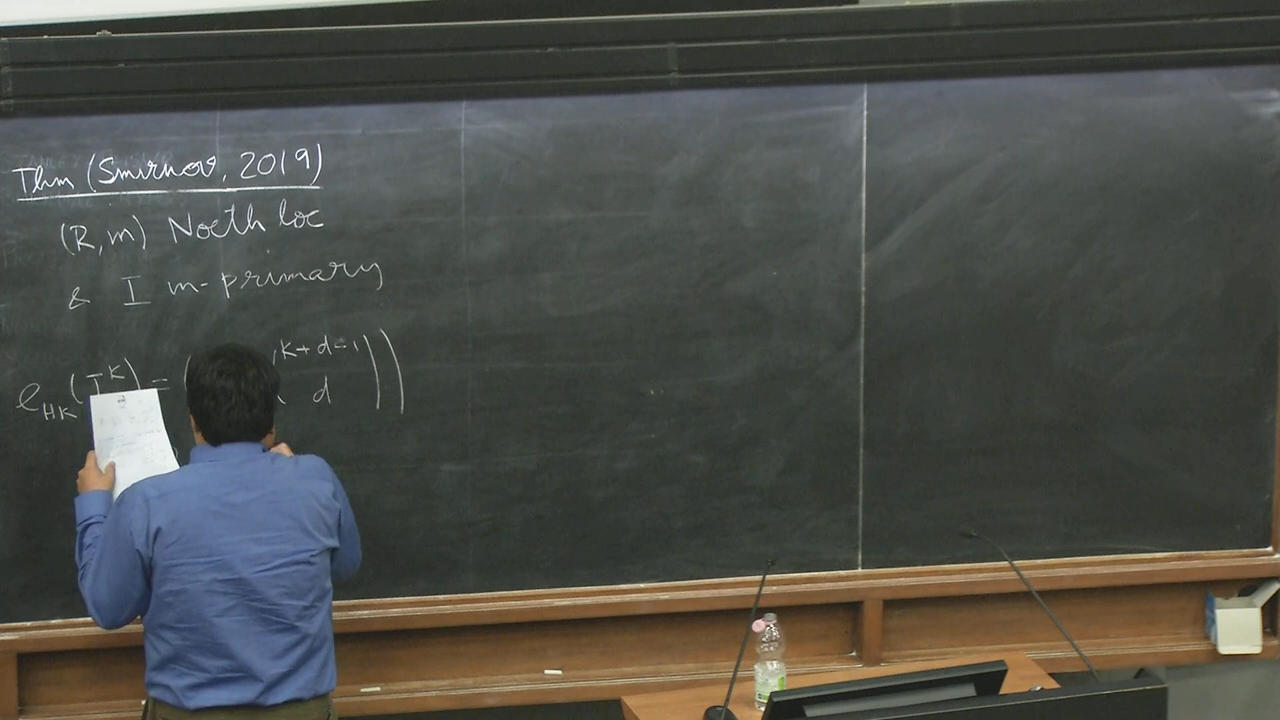 Thm (Smirnov, 2019)
(R,m) Noeth loc
& I m-primary
e_HK (I^K) = ( (K+d-1 d) )